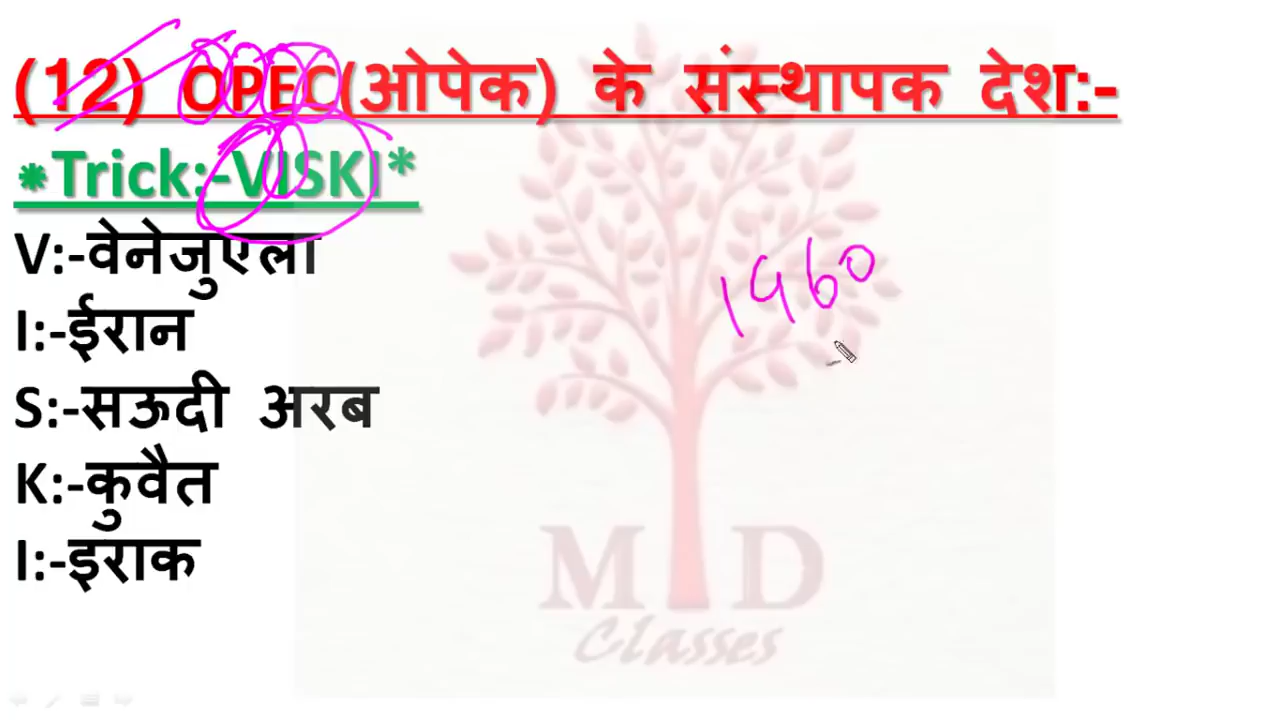 (12) OPEC(ओपेक) के संस्थापक देश:-
*Trick:-VISKI*
V:-वेनेजुएला
I:-ईरान
1960
S:-सऊदी अरब
K:-कुवैत
I:-इराक
MD
Classes